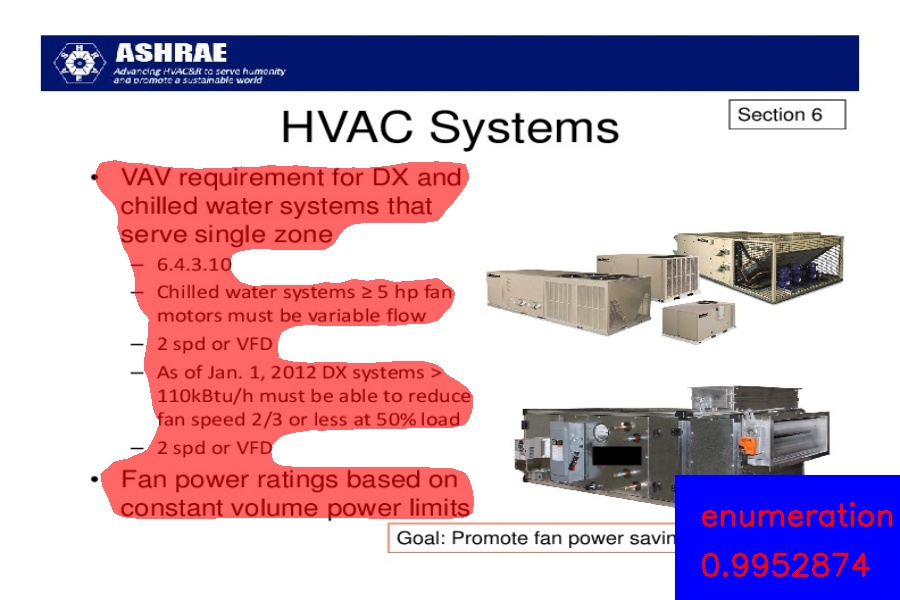 ASHRAE
Advancing HVAC&R to serve humanity
and promote a sustainable world
HVAC Systems
Section 6
• VAV requirement for DX and
chilled water systems that
serve single zone
– 6.4.3.10
– Chilled water systems ≥ 5 hp fan
motors must be variable flow
– 2 spd or VFD
– As of Jan. 1, 2012 DX systems >
110kBtu/h must be able to reduce
fan speed 2/3 or less at 50% load
– 2 spd or VFD
• Fan power ratings based on
constant volume power limits
Goal: Promote fan power
enumeration
0.9952874